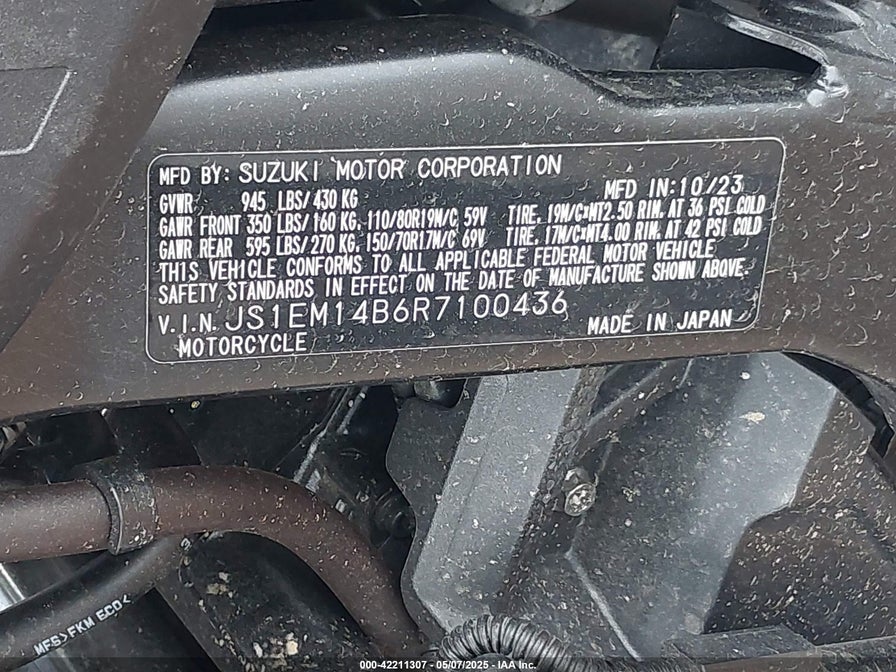 MFD BY: SUZUKI MOTOR CORPORATION
GVWR: 945 LBS/ 430 KG MFD IN:10/23
GAWR FRONT 350 LBS/ 160 KG, 110/80R19M/C 59V TIRE, 19M/C×MT2.50 RIM, AT 36 PSI COLD
GAWR REAR 595 LBS/ 270 KG, 150/70R17M/C 69V TIRE, 17M/C×MT4.00 RIM, AT 42 PSI COLD
THIS VEHICLE CONFORMS TO ALL APPLICABLE FEDERAL MOTOR VEHICLE
SAFETY STANDARDS IN EFFECT ON THE DATE OF MANUFACTURE SHOWN ABOVE.
V.I.N. JS1EM14B6R7100436
MOTORCYCLE MADE IN JAPAN
MFS>FKM ECO<
000-42211307 - 05/07/2025 - IAA Inc.